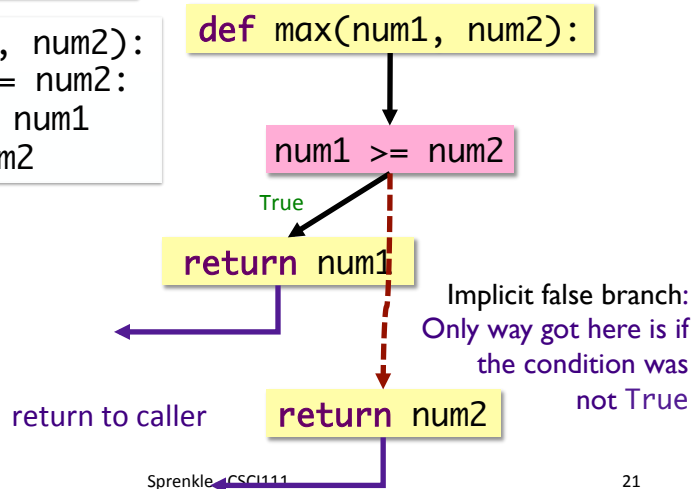 , num2):
= num2:
num1
m2
def max(num1, num2):
num1 >= num2
True
return num1
Implicit false branch:
Only way got here is if
the condition was
not True
return to caller
return num2
Sprenkle CSCI111
21